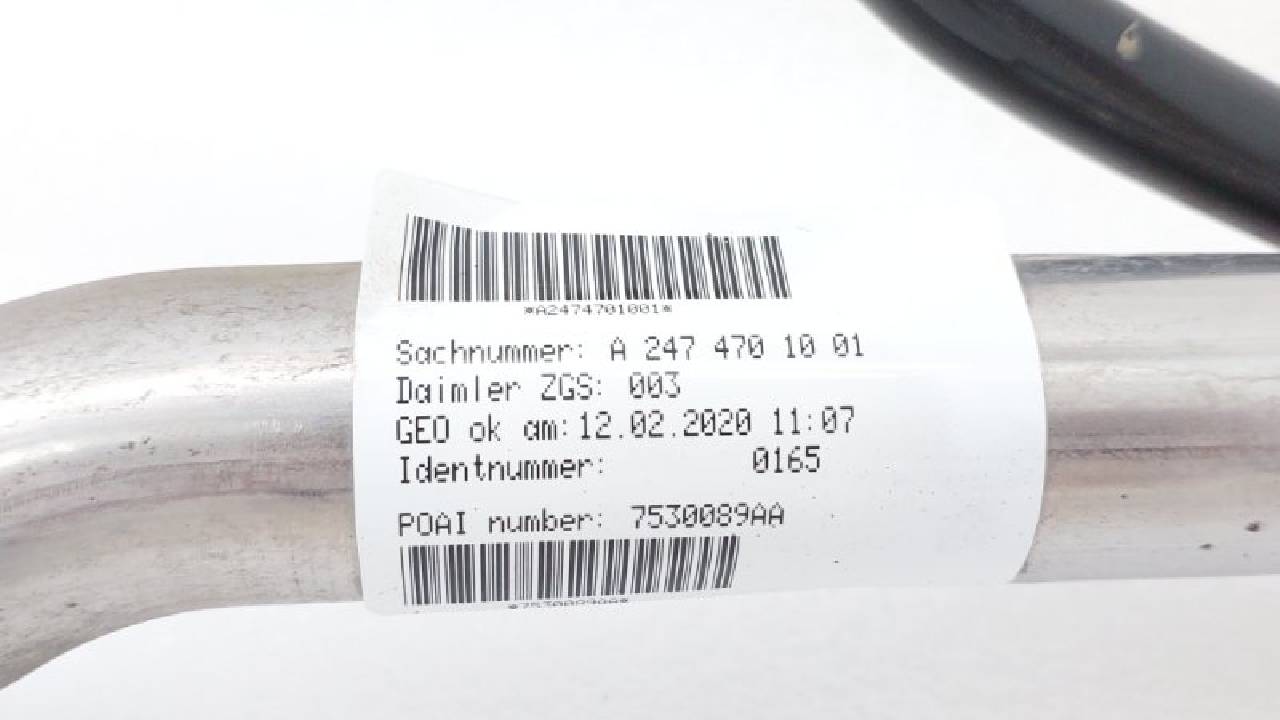 *A2474701001*
Sachnummer: A 247 470 10 01
Daimler ZGS: 003
GEO ok am:12.02.2020 11:07
Identnummer: 0165
POAI number: 7530089AA
*7530089AA*